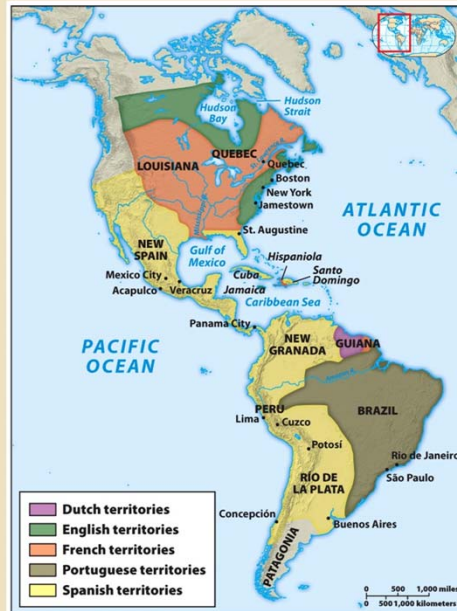 Hudson
Bay
Hudson
Strait
QUEBEC
LOUISIANA
Quebec
Boston
New York
Jamestown
ATLANTIC
OCEAN
St. Augustine
NEW
SPAIN
Gulf of
Mexico
Hispaniola
Mexico City
Cuba
Santo
Domingo
Acapulco
Veracruz
Jamaica
Caribbean Sea
Panama City
PACIFIC
OCEAN
NEW
GRANADA
GUIANA
PERU
BRAZIL
Lima
Cuzco
Potosí
Rio de Janeiro
São Paulo
RÍO DE
LA PLATA
Concepción
Buenos Aires
PATAGONIA
Dutch territories
English territories
French territories
Portuguese territories
Spanish territories
0 500 1,000 miles
0 500 1,000 kilometers